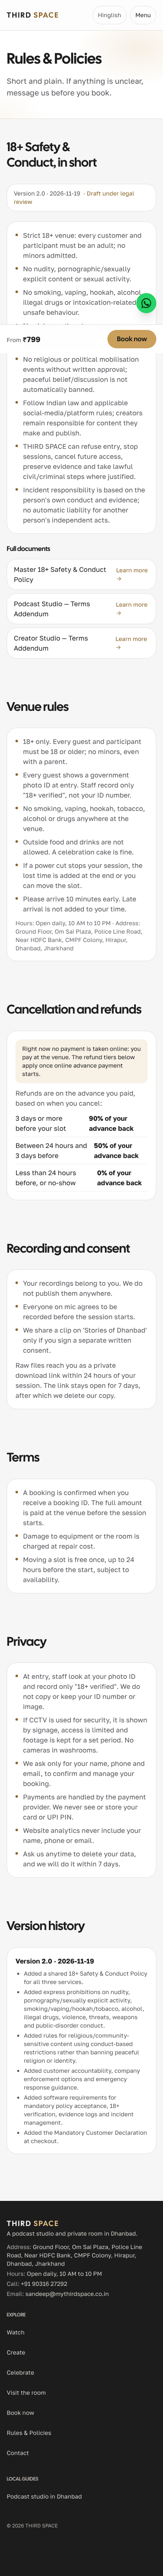 THIRD SPACE
Hinglish
Menu
Rules & Policies
Short and plain. If anything is unclear,
message us before you book.
18+ Safety &
Conduct, in short
Version 2.0 · 2026-11-19 · Draft under legal
review
Strict 18+ venue: every customer and
participant must be an adult; no
minors admitted.
No nudity, pornographic/sexually
explicit content or sexual activity.
No smoking, vaping, hookah, alcohol,
illegal drugs or intoxication-related
unsafe behaviour.
From ₹799
Book now
No religious or political mobilisation
events without written approval;
peaceful belief/discussion is not
automatically banned.
Follow Indian law and applicable
social-media/platform rules; creators
remain responsible for content they
make and publish.
THIRD SPACE can refuse entry, stop
sessions, cancel future access,
preserve evidence and take lawful
civil/criminal steps where justified.
Incident responsibility is based on the
person's own conduct and evidence;
no automatic liability for another
person's independent acts.
Full documents
Master 18+ Safety & Conduct
Policy
Learn more
→
Podcast Studio — Terms
Addendum
Learn more
→
Creator Studio — Terms
Addendum
Learn more
→
Venue rules
18+ only. Every guest and participant
must be 18 or older; no minors, even
with a parent.
Every guest shows a government
photo ID at entry. Staff record only
"18+ verified", not your ID number.
No smoking, vaping, hookah, tobacco,
alcohol or drugs anywhere at the
venue.
Outside food and drinks are not
allowed. A celebration cake is fine.
If a power cut stops your session, the
lost time is added at the end or you
can move the slot.
Please arrive 10 minutes early. Late
arrival is not added to your time.
Hours: Open daily, 10 AM to 10 PM · Address:
Ground Floor, Om Sai Plaza, Police Line Road,
Near HDFC Bank, CMPF Colony, Hirapur,
Dhanbad, Jharkhand
Cancellation and refunds
Right now no payment is taken online: you
pay at the venue. The refund tiers below
apply once online advance payment
starts.
Refunds are on the advance you paid,
based on when you cancel:
3 days or more
before your slot
90% of your
advance back
Between 24 hours and
3 days before
50% of your
advance back
Less than 24 hours
before, or no-show
0% of your
advance back
Recording and consent
Your recordings belong to you. We do
not publish them anywhere.
Everyone on mic agrees to be
recorded before the session starts.
We share a clip on 'Stories of Dhanbad'
only if you sign a separate written
consent.
Raw files reach you as a private
download link within 24 hours of your
session. The link stays open for 7 days,
after which we delete our copy.
Terms
A booking is confirmed when you
receive a booking ID. The full amount
is paid at the venue before the session
starts.
Damage to equipment or the room is
charged at repair cost.
Moving a slot is free once, up to 24
hours before the start, subject to
availability.
Privacy
At entry, staff look at your photo ID
and record only "18+ verified". We do
not copy or keep your ID number or
image.
If CCTV is used for security, it is shown
by signage, access is limited and
footage is kept for a set period. No
cameras in washrooms.
We ask only for your name, phone and
email, to confirm and manage your
booking.
Payments are handled by the payment
provider. We never see or store your
card or UPI PIN.
Website analytics never include your
name, phone or email.
Ask us anytime to delete your data,
and we will do it within 7 days.
Version history
Version 2.0 · 2026-11-19
Added a shared 18+ Safety & Conduct Policy
for all three services.
Added express prohibitions on nudity,
pornography/sexually explicit activity,
smoking/vaping/hookah/tobacco, alcohol,
illegal drugs, violence, threats, weapons
and public-disorder conduct.
Added rules for religious/community-
sensitive content using conduct-based
restrictions rather than banning peaceful
religion or identity.
Added customer accountability, company
enforcement options and emergency
response guidance.
Added software requirements for
mandatory policy acceptance, 18+
verification, evidence logs and incident
management.
Added the Mandatory Customer Declaration
at checkout.
THIRD SPACE
A podcast studio and private room in Dhanbad.
Address: Ground Floor, Om Sai Plaza, Police Line
Road, Near HDFC Bank, CMPF Colony, Hirapur,
Dhanbad, Jharkhand
Hours: Open daily, 10 AM to 10 PM
Call: +91 90316 27292
Email: sandeep@mythirdspace.co.in
EXPLORE
Watch
Create
Celebrate
Visit the room
Book now
Rules & Policies
Contact
LOCAL GUIDES
Podcast studio in Dhanbad
© 2026 THIRD SPACE